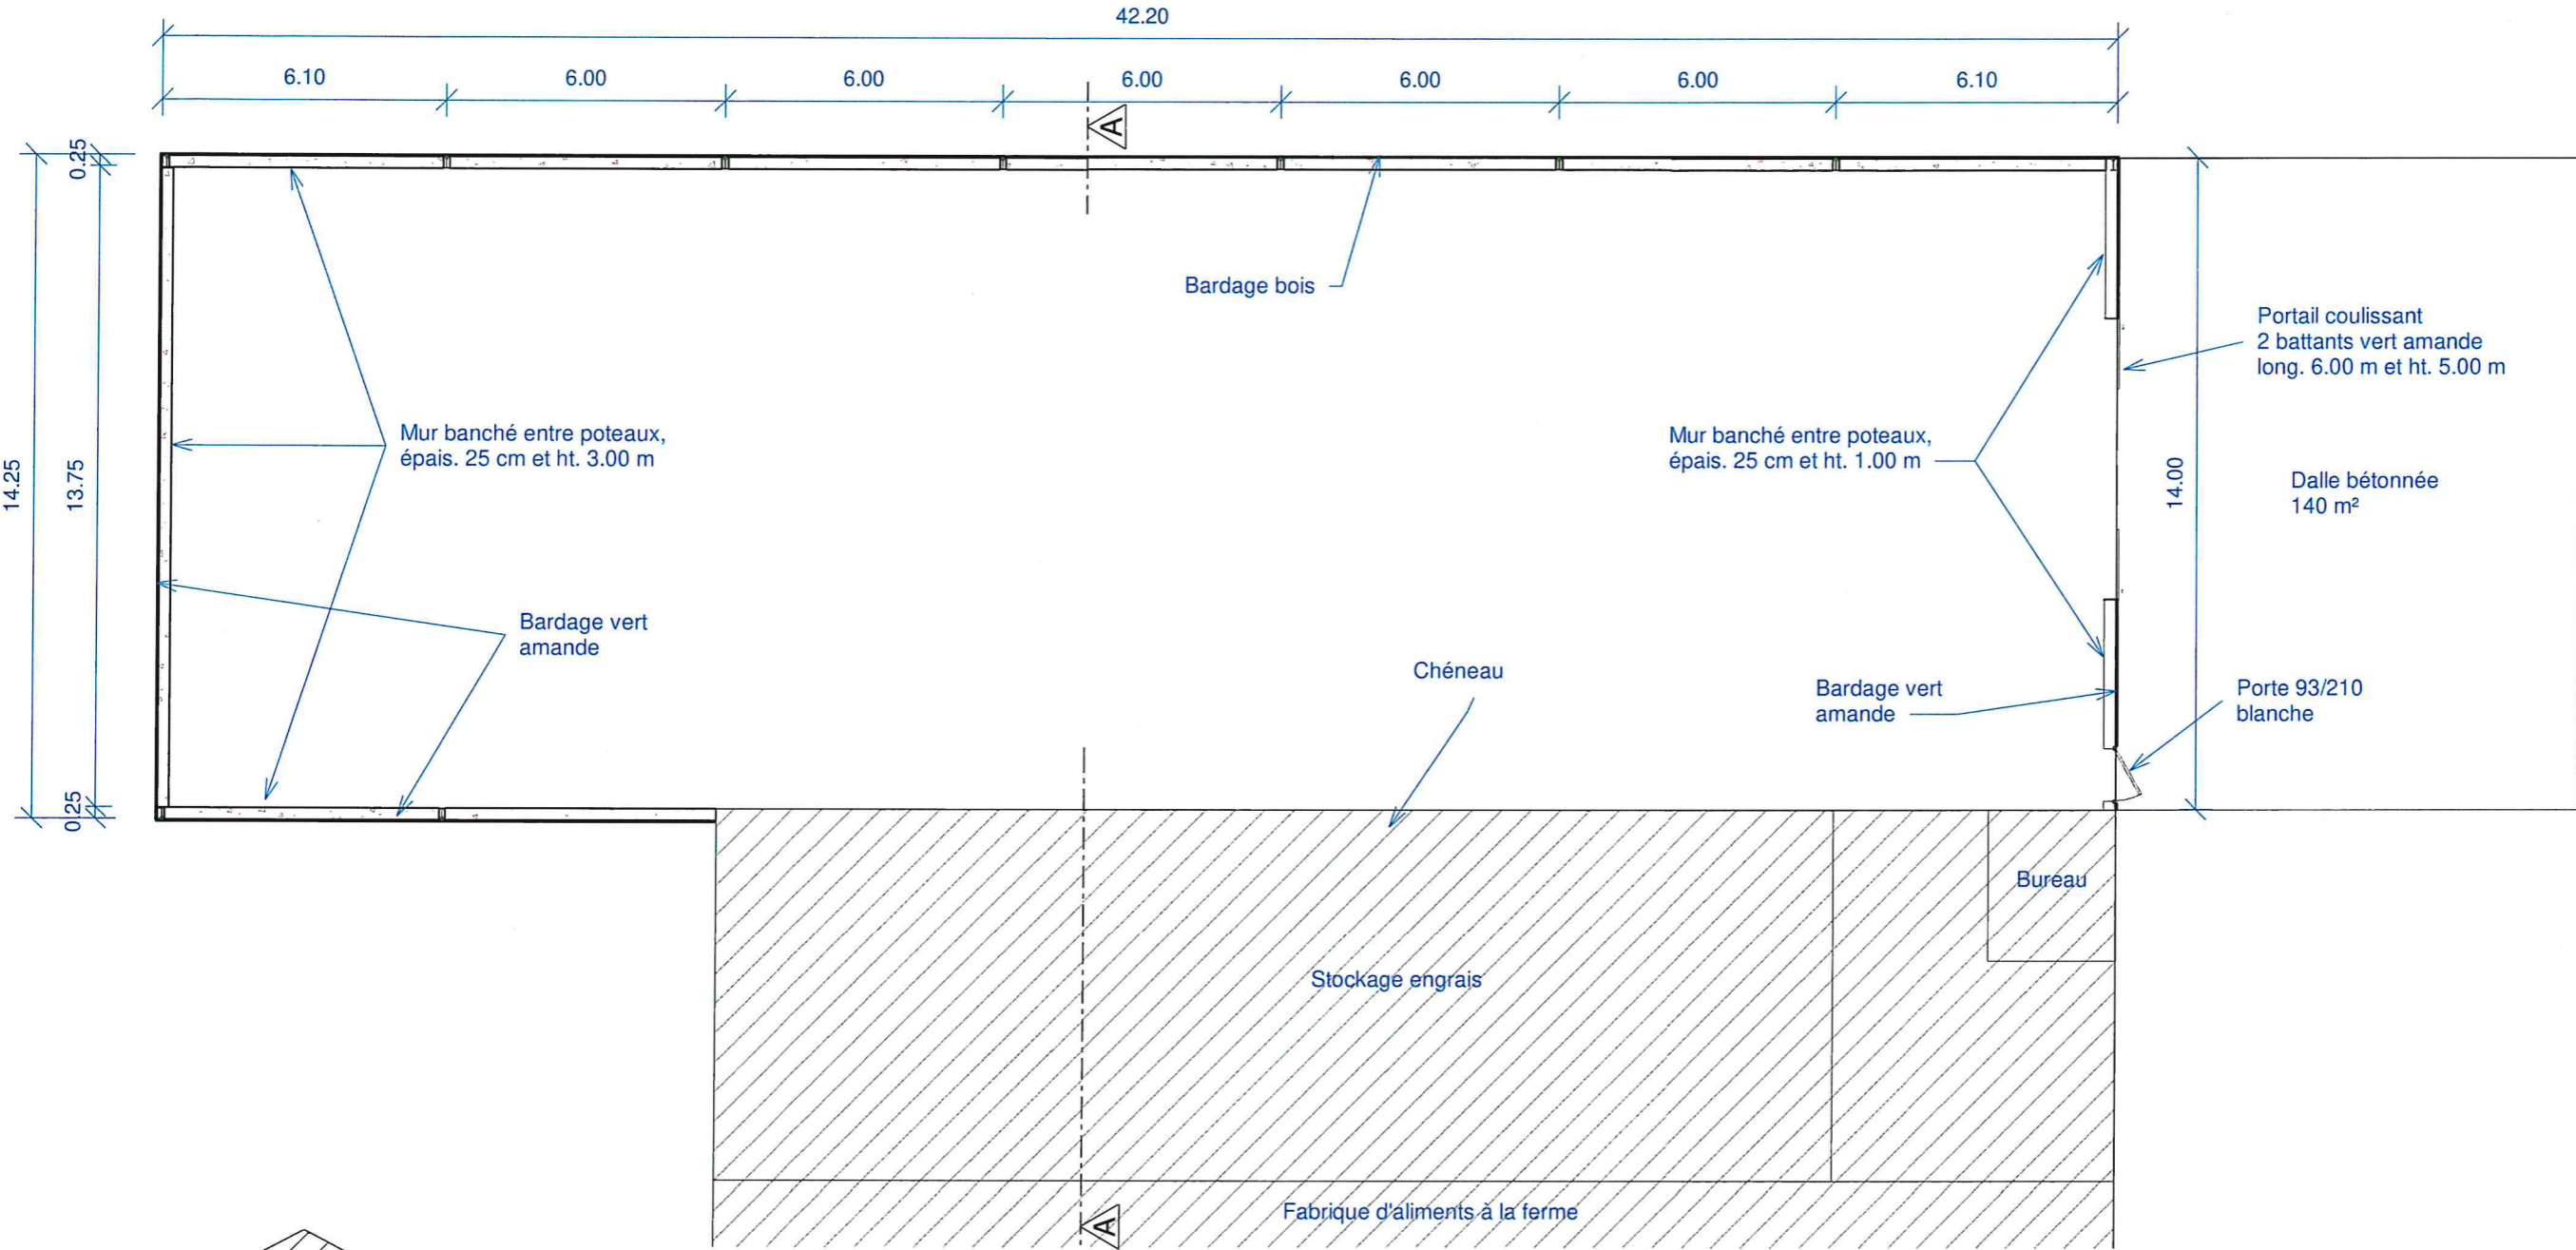 42.20
6.10
6.00
6.00
6.00
6.00
6.00
6.10
A
0.25
14.25
13.75
0.25
14.00
Bardage bois
Portail coulissant
2 battants vert amande
long. 6.00 m et ht. 5.00 m
Mur banché entre poteaux,
épais. 25 cm et ht. 3.00 m
Mur banché entre poteaux,
épais. 25 cm et ht. 1.00 m
Dalle bétonnée
140 m²
Bardage vert
amande
Chéneau
Bardage vert
amande
Porte 93/210
blanche
Bureau
Stockage engrais
Fabrique d'aliments à la ferme
A